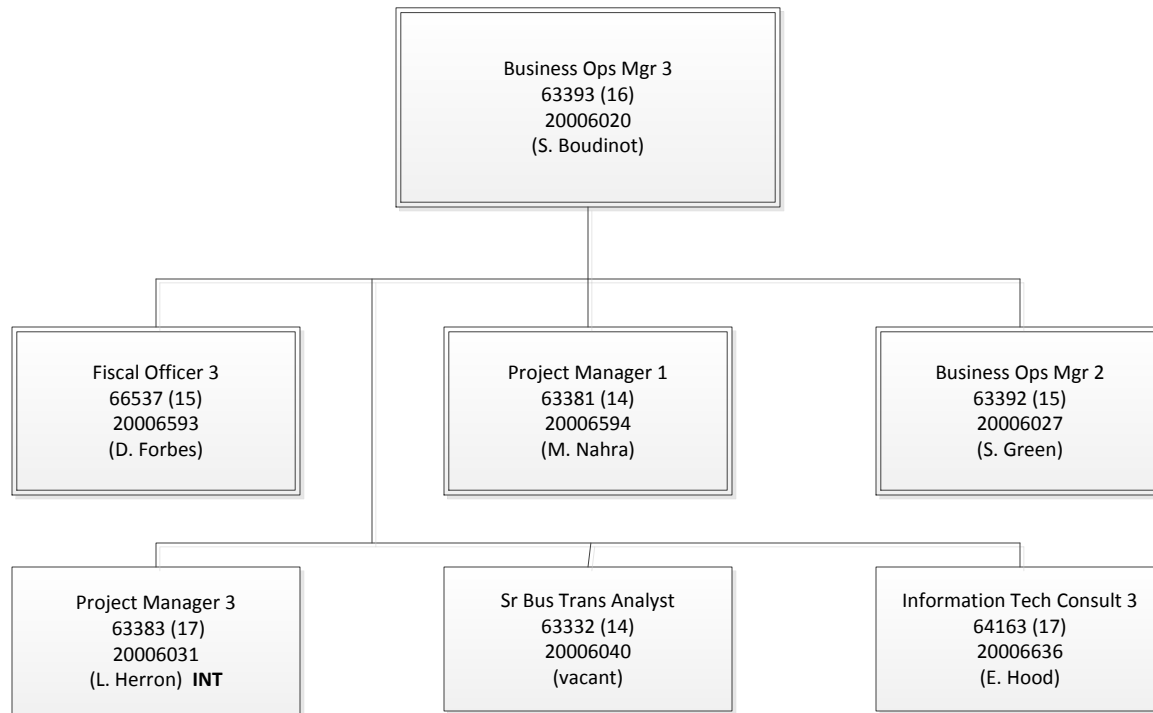 Business Ops Mgr 3
63393 (16)
20006020
(S. Boudinot)
Fiscal Officer 3
66537 (15)
20006593
(D. Forbes)
Project Manager 1
63381 (14)
20006594
(M. Nahra)
Business Ops Mgr 2
63392 (15)
20006027
(S. Green)
Project Manager 3
63383 (17)
20006031
(L. Herron) INT
Sr Bus Trans Analyst
63332 (14)
20006040
(vacant)
Information Tech Consult 3
64163 (17)
20006636
(E. Hood)